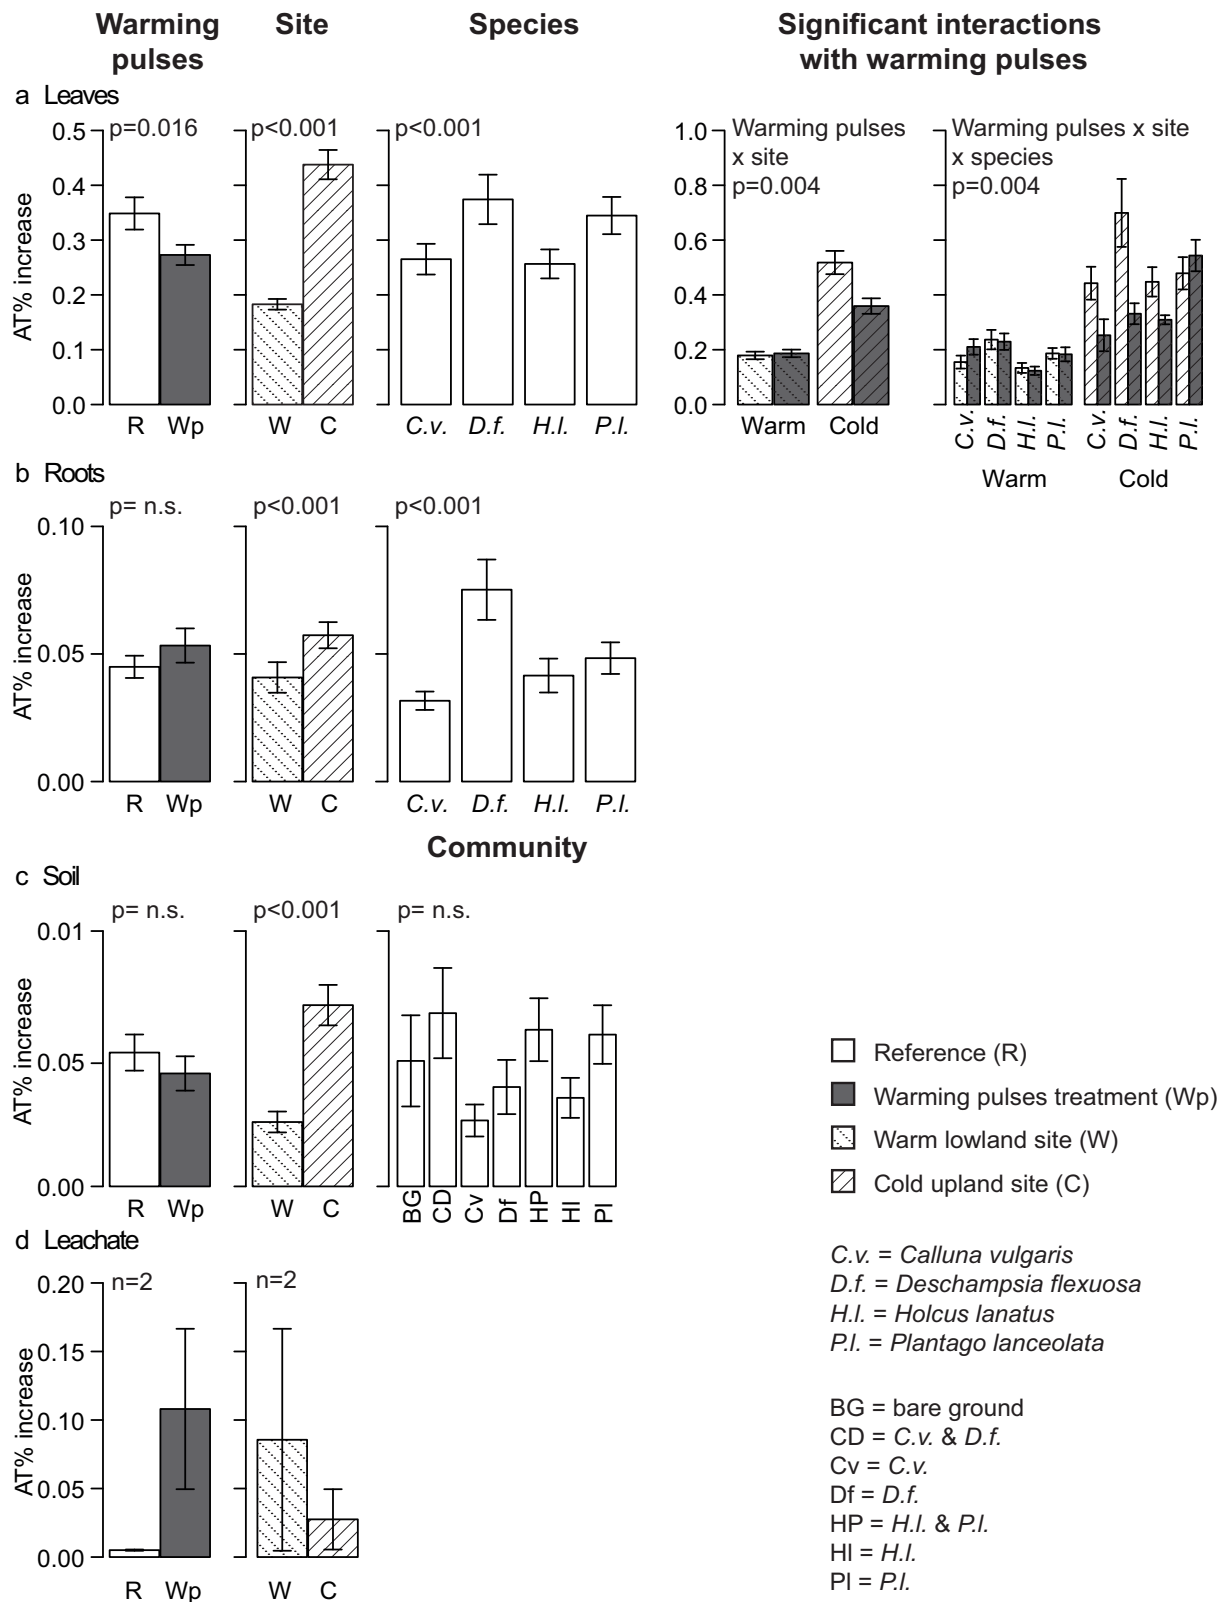 Warming
pulses
Site
Species
Significant interactions
with warming pulses
a Leaves
AT% increase
0.5
0.4
0.3
0.2
0.1
0.0
p=0.016
R Wp
p<0.001
W C
p<0.001
C.v. D.f. H.l. P.l.
1.0
0.8
0.6
0.4
0.2
0.0
Warming pulses
x site
p=0.004
Warm Cold
Warming pulses x site
x species
p=0.004
C.v. D.f. H.l. P.l. C.v. D.f. H.l. P.l.
Warm Cold
b Roots
AT% increase
0.10
0.05
0.00
p= n.s.
R Wp
p<0.001
W C
p<0.001
C.v. D.f. H.l. P.l.
Community
c Soil
AT% increase
0.01
0.05
0.00
p= n.s.
R Wp
p<0.001
W C
p= n.s.
BG CD Cv Df HP Hl Pl
d Leachate
AT% increase
0.20
0.15
0.10
0.05
0.00
n=2
R Wp
n=2
W C
Reference (R)
Warming pulses treatment (Wp)
Warm lowland site (W)
Cold upland site (C)
C.v. = Calluna vulgaris
D.f. = Deschampsia flexuosa
H.l. = Holcus lanatus
P.l. = Plantago lanceolata
BG = bare ground
CD = C.v. & D.f.
Cv = C.v.
Df = D.f.
HP = H.l. & P.l.
Hl = H.l.
Pl = P.l.